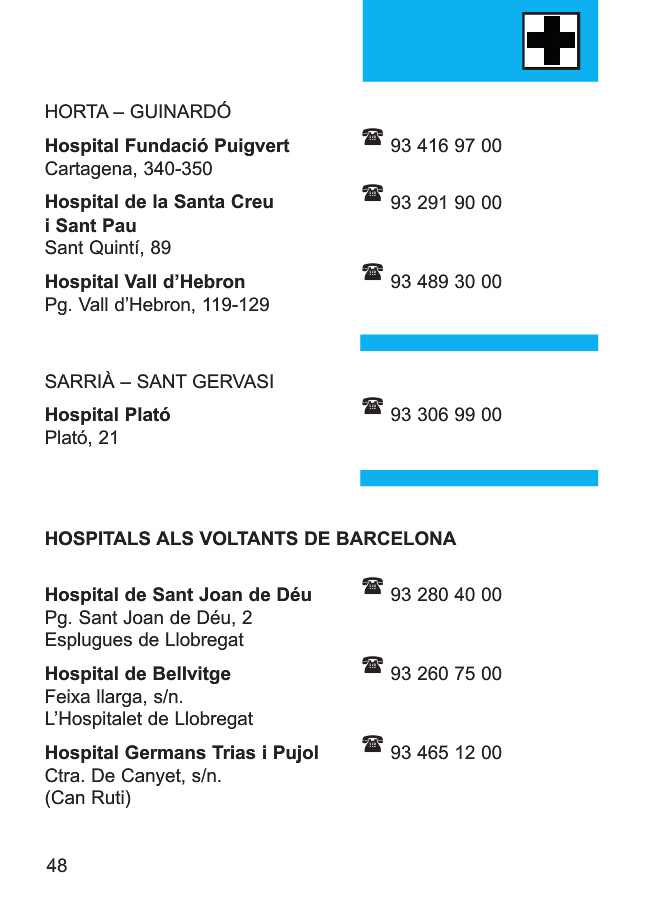 HORTA – GUINARDÓ
Hospital Fundació Puigvert ☎ 93 416 97 00
Cartagena, 340-350
Hospital de la Santa Creu ☎ 93 291 90 00
i Sant Pau
Sant Quintí, 89
Hospital Vall d’Hebron ☎ 93 489 30 00
Pg. Vall d’Hebron, 119-129
SARRIÀ – SANT GERVASI
Hospital Plató ☎ 93 306 99 00
Plató, 21
HOSPITALS ALS VOLTANTS DE BARCELONA
Hospital de Sant Joan de Déu ☎ 93 280 40 00
Pg. Sant Joan de Déu, 2
Esplugues de Llobregat
Hospital de Bellvitge ☎ 93 260 75 00
Feixa llarga, s/n.
L’Hospitalet de Llobregat
Hospital Germans Trias i Pujol ☎ 93 465 12 00
Ctra. De Canyet, s/n.
(Can Ruti)
48